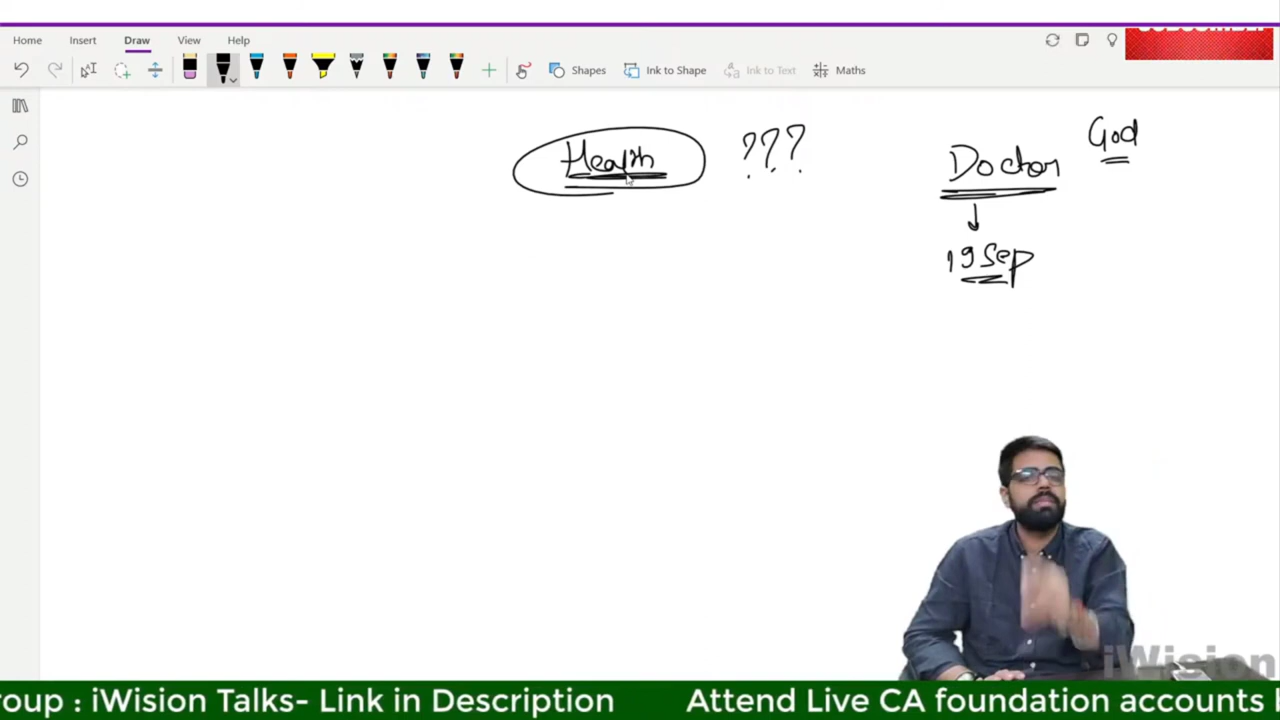 Home Insert Draw View Help
Shapes Ink to Shape Ink to Text Maths
Health ??? Doctor God
19 Sep
iWision
roup : iWision Talks- Link in Description Attend Live CA foundation accounts